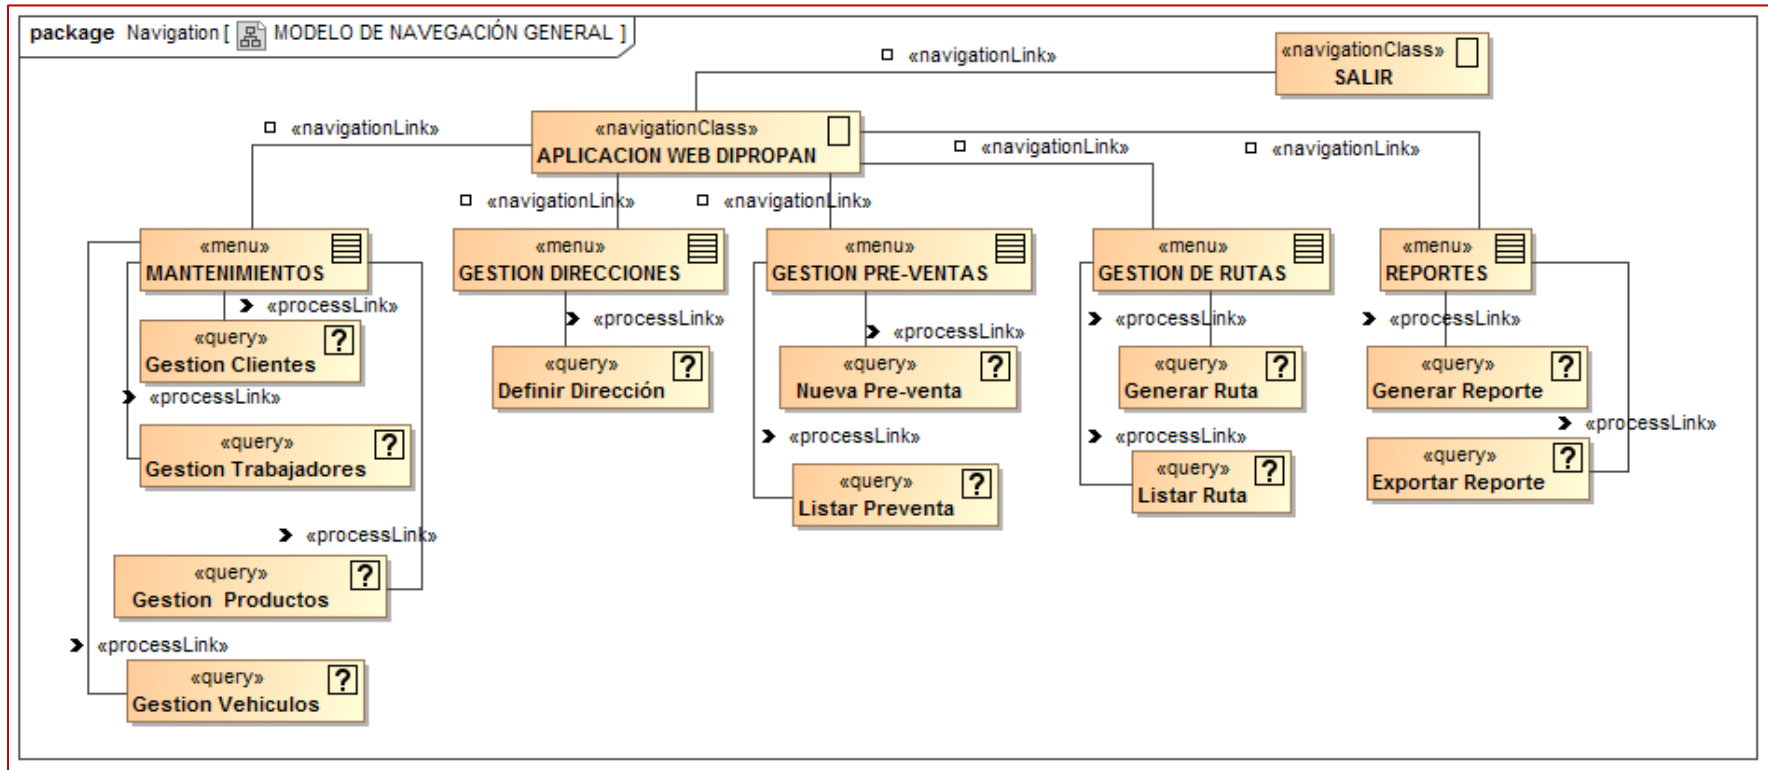 package Navigation [ MODELO DE NAVEGACIÓN GENERAL ]
«navigationLink»
«navigationClass»
SALIR
«navigationLink»
«navigationClass»
APLICACION WEB DIPROPAN
«navigationLink»
«navigationLink»
«navigationLink»
«navigationLink»
«menu»
MANTENIMIENTOS
«menu»
GESTION DIRECCIONES
«menu»
GESTION PRE-VENTAS
«menu»
GESTION DE RUTAS
«menu»
REPORTES
«processLink»
«processLink»
«processLink»
«processLink»
«processLink»
«query»
Gestion Clientes
«query»
Definir Dirección
«query»
Nueva Pre-venta
«query»
Generar Ruta
«query»
Generar Reporte
«processLink»
«processLink»
«processLink»
«processLink»
«query»
Gestion Trabajadores
«query»
Listar Preventa
«query»
Listar Ruta
«query»
Exportar Reporte
«processLink»
«query»
Gestion Productos
«processLink»
«query»
Gestion Vehiculos